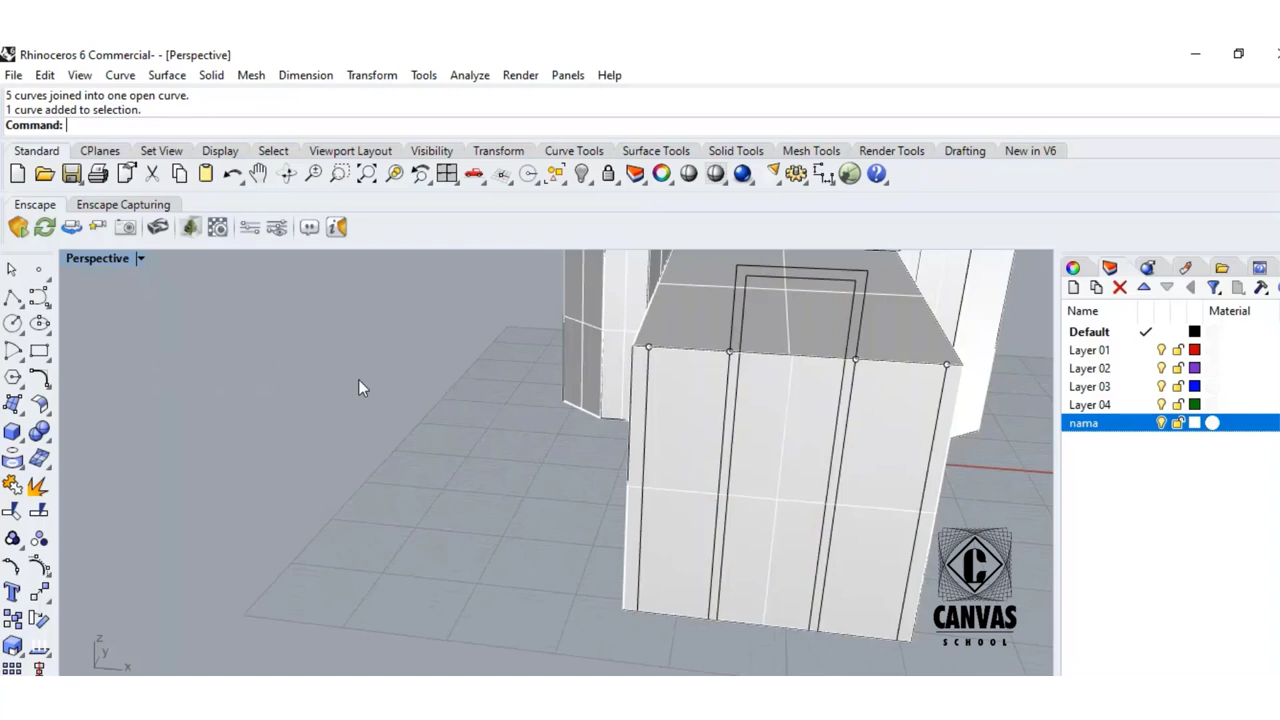 Rhinoceros 6 Commercial- - [Perspective]
File Edit View Curve Surface Solid Mesh Dimension Transform Tools Analyze Render Panels Help
5 curves joined into one open curve.
1 curve added to selection.
Command:
Standard CPlanes Set View Display Select Viewport Layout Visibility Transform Curve Tools Surface Tools Solid Tools Mesh Tools Render Tools Drafting New in V6
Enscape Enscape Capturing
Perspective
Name Material
Default
Layer 01
Layer 02
Layer 03
Layer 04
nama
z
y
x
C
CANVAS
SCHOOL